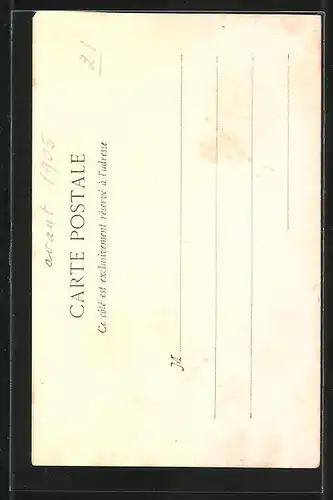 21
avant 1905
CARTE POSTALE
Ce côté est exclusivement réservé à l'adresse
M